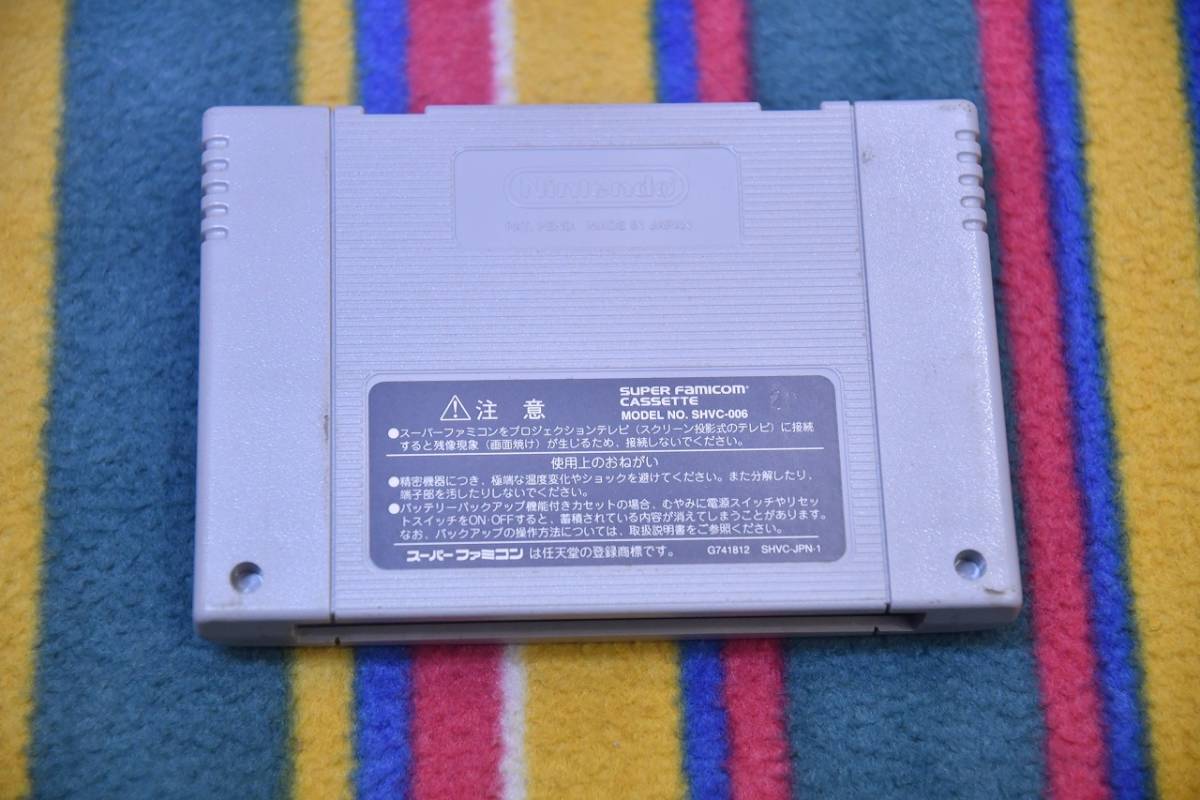 Nintendo
PAT. PEND. MADE IN JAPAN
注意
SUPER FAMICOM
CASSETTE
MODEL NO. SHVC-006
●スーパーファミコンをプロジェクションテレビ（スクリーン投影式のテレビ）に接続
すると残像現象（画面焼け）が生じるため、接続しないでください。
使用上のおねがい
●精密機器につき、極端な温度変化やショックを避けてください。また分解したり、
端子部を汚したりしないでください。
●バッテリーバックアップ機能付きカセットの場合、むやみに電源スイッチやリセッ
トスイッチをON・OFFすると、蓄積されている内容が消えてしまうことがあります。
なお、バックアップの操作方法については、取扱説明書をご参照ください。
スーパーファミコン は任天堂の登録商標です。
G741812 SHVC-JPN-1